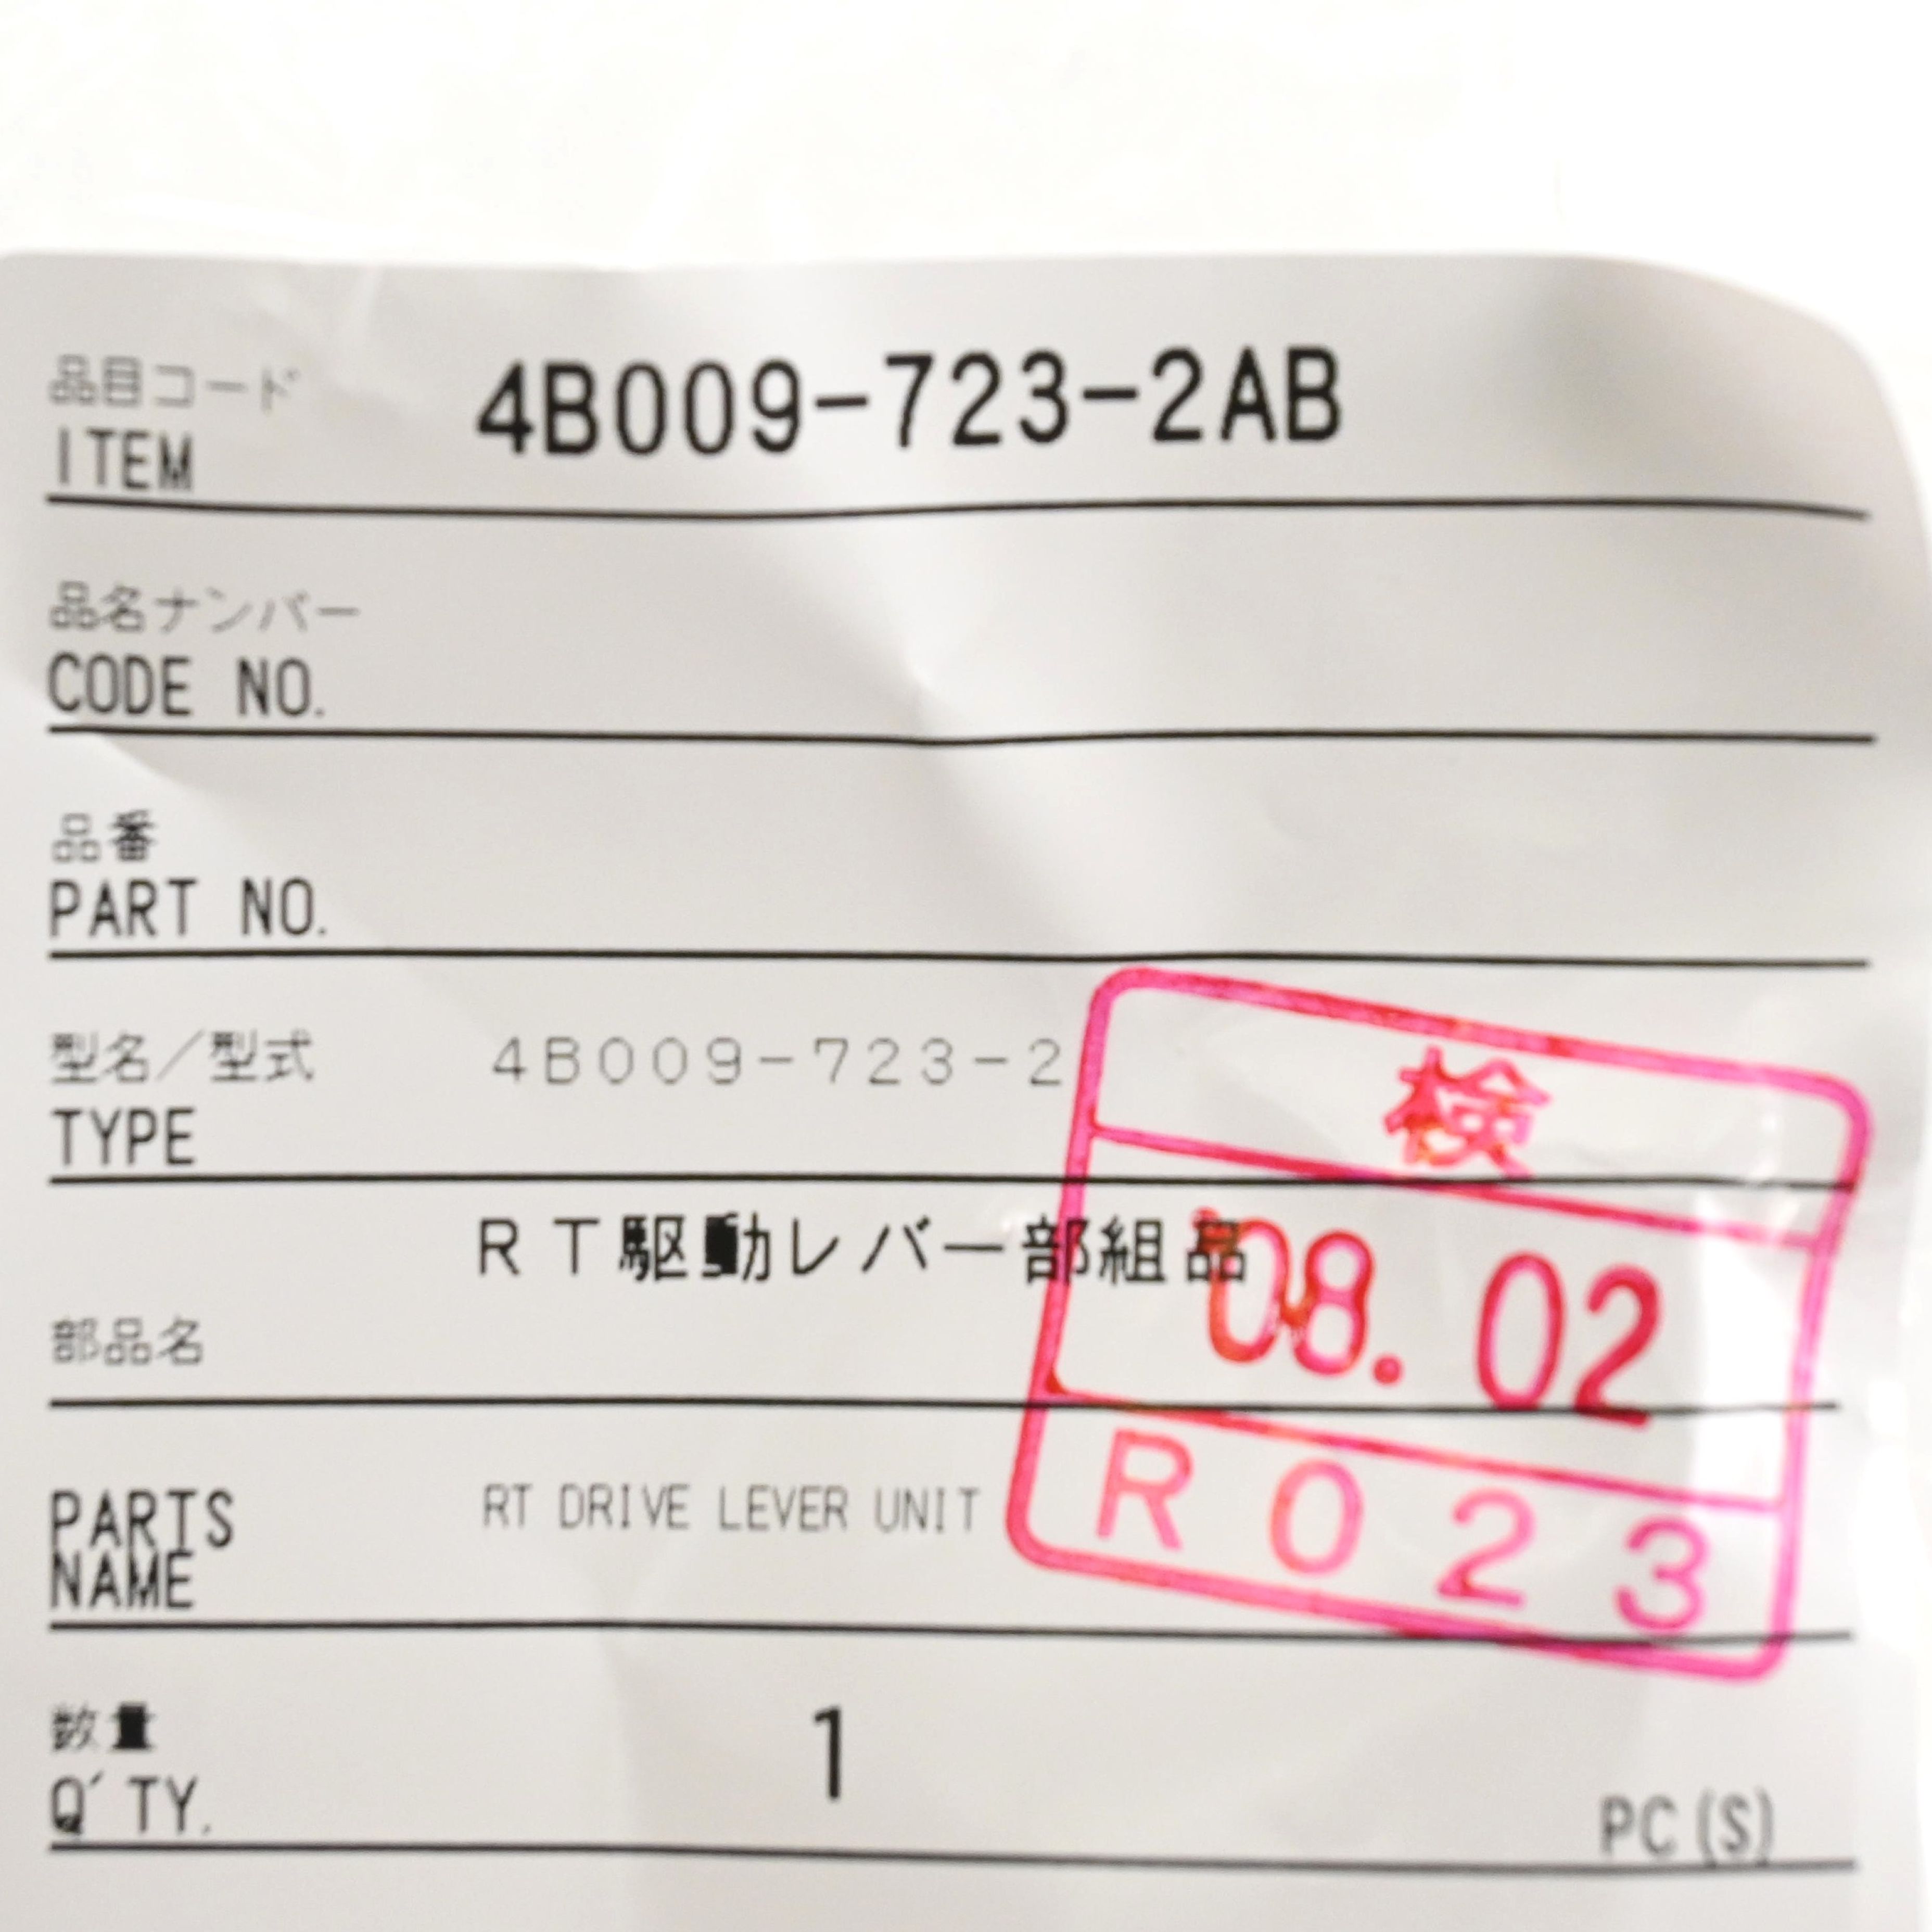 品目コード 4B009-723-2AB
ITEM
品名ナンバー
CODE NO.
品番
PART NO.
型名／型式 4B009-723-2
TYPE
検
RT駆動レバー部組品
'08. 02
部品名
R023
PARTS
NAME
RT DRIVE LEVER UNIT
数量 1
Q'TY.
PC(S)